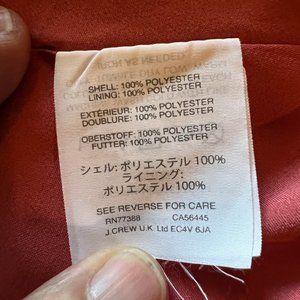 SHELL: 100% POLYESTER
LINING: 100% POLYESTER
EXTÉRIEUR: 100% POLYESTER
DOUBLURE: 100% POLYESTER
OBERSTOFF: 100% POLYESTER
FUTTER: 100% POLYESTER
シェル: ポリエステル 100%
ライニング:
ポリエステル 100%
SEE REVERSE FOR CARE
RN77388 CA56445
J.CREW U.K Ltd EC4V 6JA